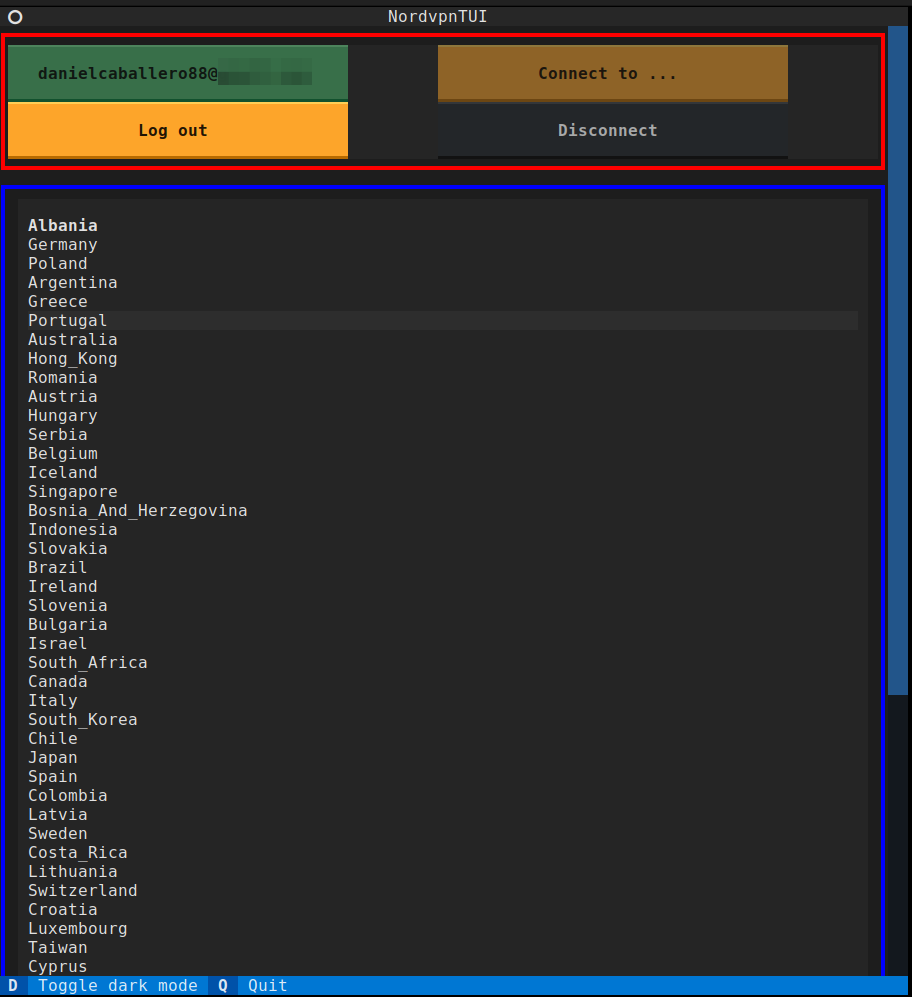 NordvpnTUI
danielcaballero88@
Connect to ...
Log out
Disconnect
Albania
Germany
Poland
Argentina
Greece
Portugal
Australia
Hong_Kong
Romania
Austria
Hungary
Serbia
Belgium
Iceland
Singapore
Bosnia_And_Herzegovina
Indonesia
Slovakia
Brazil
Ireland
Slovenia
Bulgaria
Israel
South_Africa
Canada
Italy
South_Korea
Chile
Japan
Spain
Colombia
Latvia
Sweden
Costa_Rica
Lithuania
Switzerland
Croatia
Luxembourg
Taiwan
Cyprus
D Toggle dark mode Q Quit